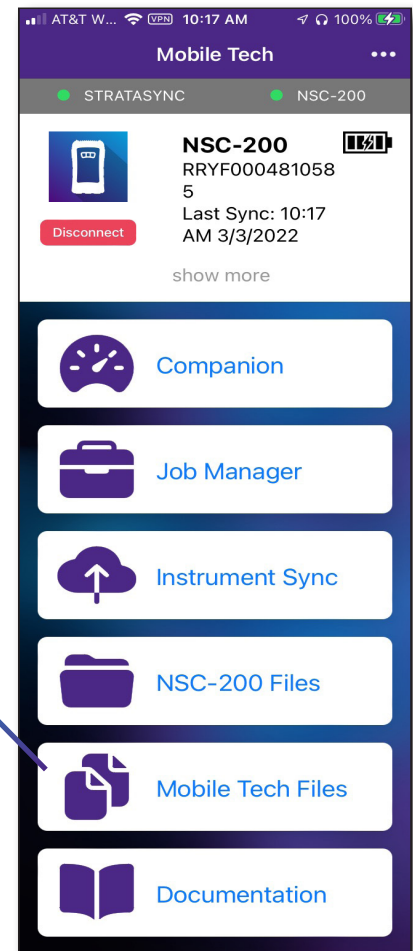 AT&T W... VPN 10:17 AM 100%
Mobile Tech
STRATASYNC NSC-200
NSC-200
RRYF000481058
5
Last Sync: 10:17
AM 3/3/2022
Disconnect
show more
Companion
Job Manager
Instrument Sync
NSC-200 Files
Mobile Tech Files
Documentation